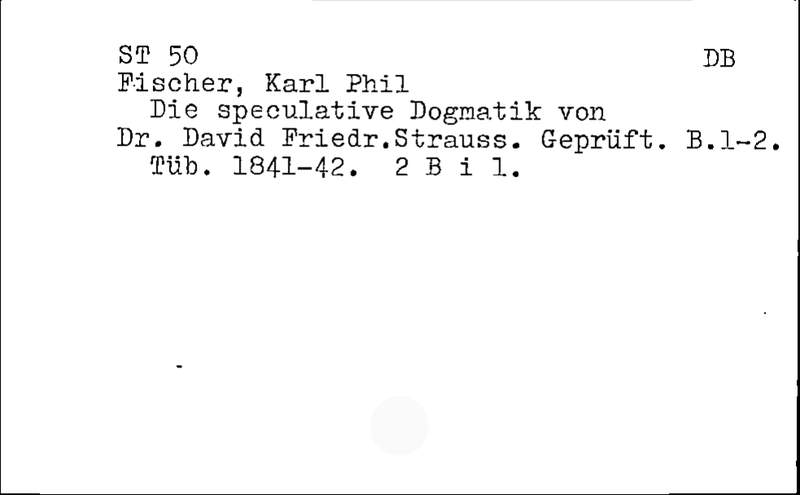 ST 50 DB
Fischer, Karl Phil
Die speculative Dogmatik von
Dr. David Friedr.Strauss. Geprüft. B.1-2.
Tüb. 1841-42. 2 B i 1.